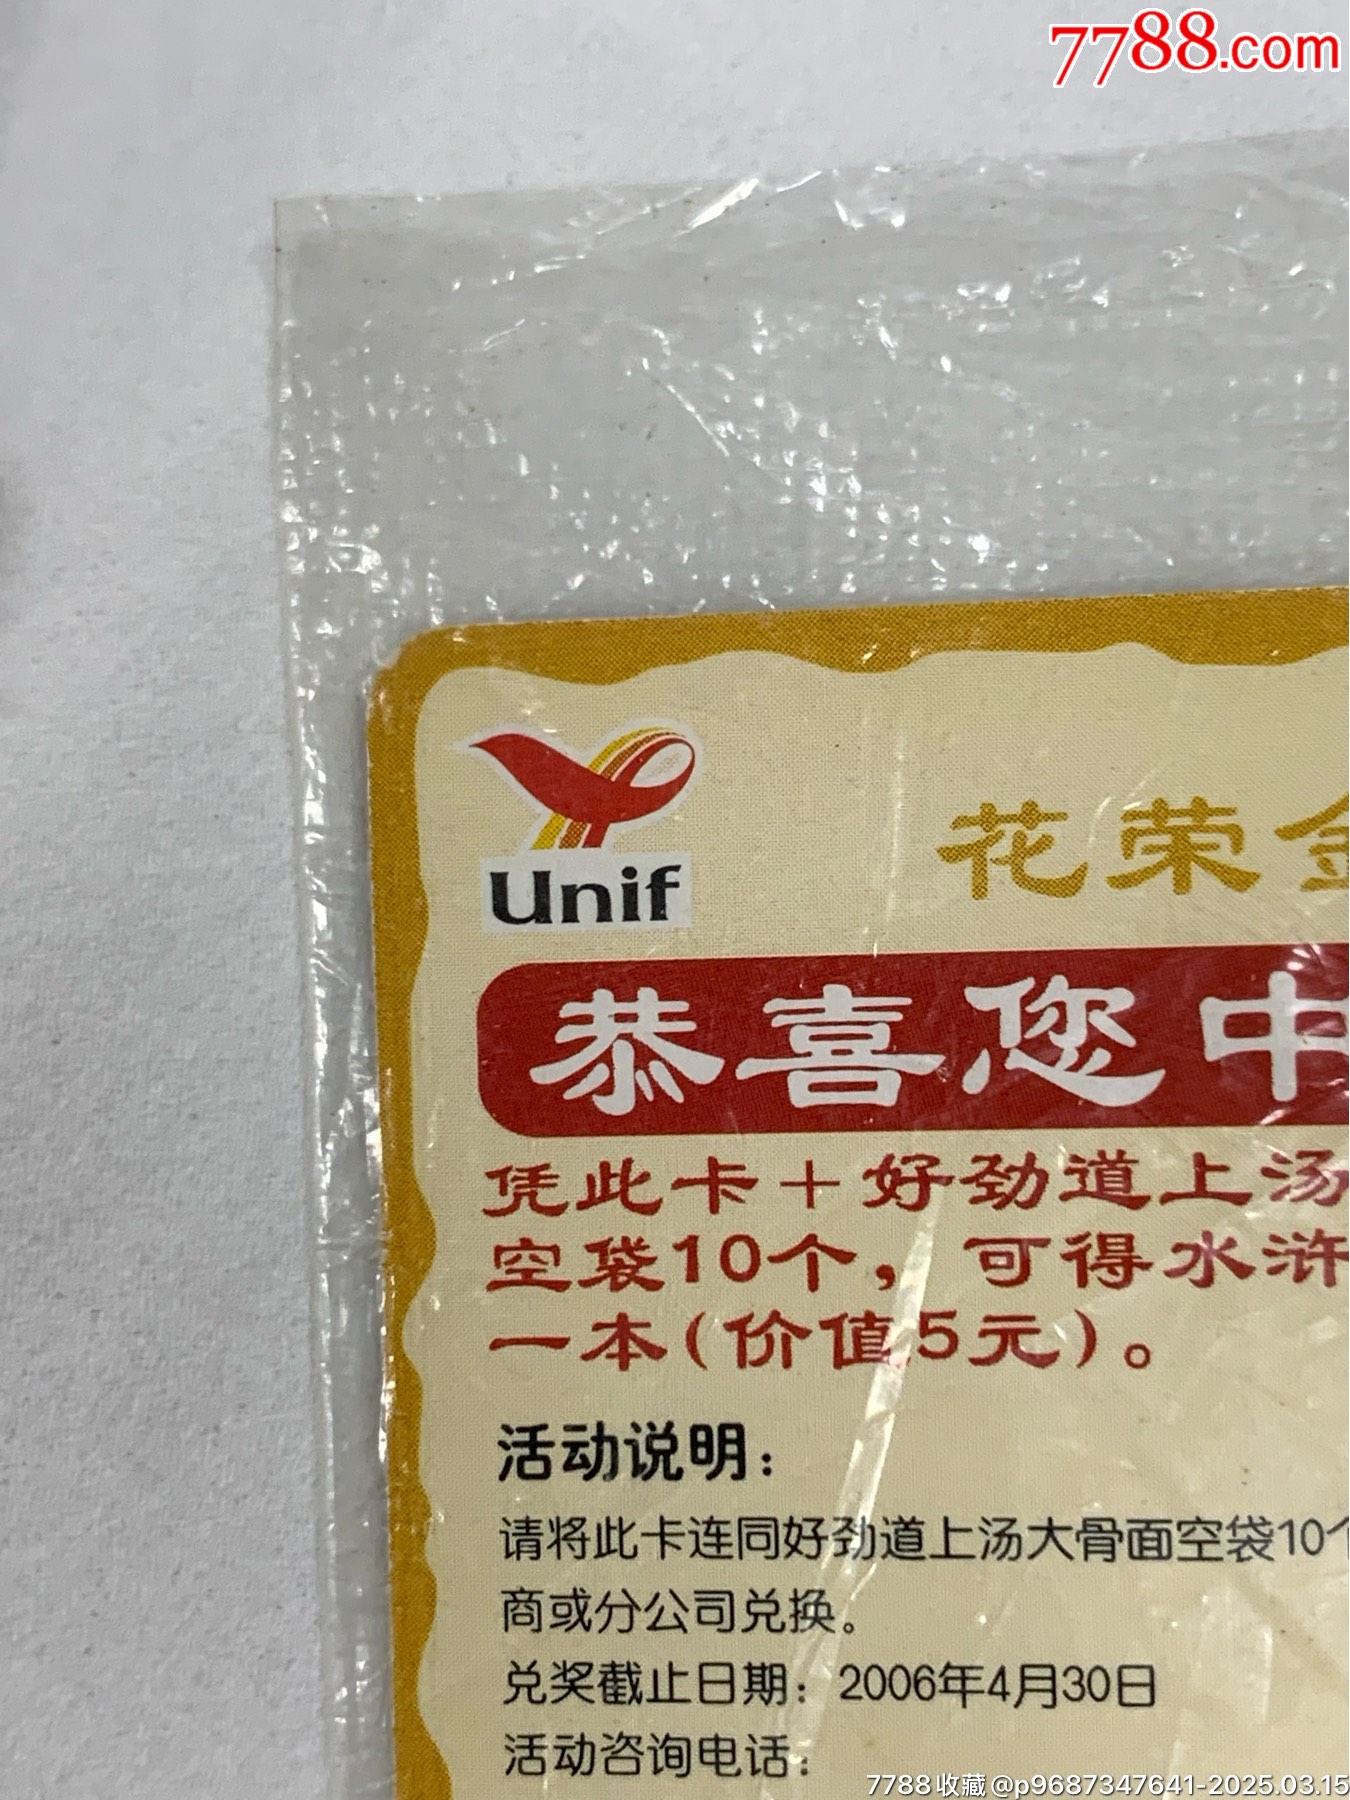 7788.com
Unif
花荣金
恭喜您中
凭此卡＋好劲道上汤
空袋10个，可得水浒
一本(价值5元)。
活动说明：
请将此卡连同好劲道上汤大骨面空袋10个
商或分公司兑换。
兑奖截止日期：2006年4月30日
活动咨询电话：
7788收藏@p9687347641-2025.03.15